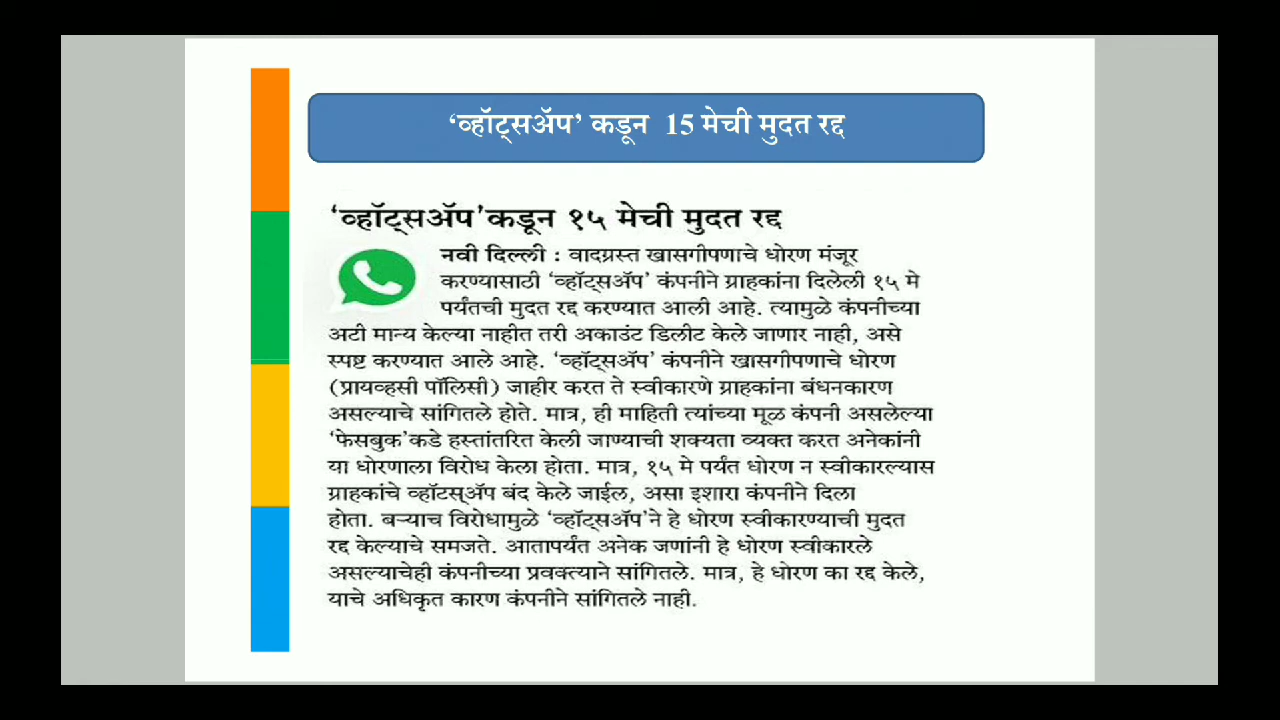 ‘व्हॉट्सॲप’ कडून 15 मेची मुदत रद्द
‘व्हॉट्सॲप’कडून १५ मेची मुदत रद्द
नवी दिल्ली : वादग्रस्त खासगीपणाचे धोरण मंजूर
करण्यासाठी ‘व्हॉट्सॲप’ कंपनीने ग्राहकांना दिलेली १५ मे
पर्यंतची मुदत रद्द करण्यात आली आहे. त्यामुळे कंपनीच्या
अटी मान्य केल्या नाहीत तरी अकाउंट डिलीट केले जाणार नाही, असे
स्पष्ट करण्यात आले आहे. ‘व्हॉट्सॲप’ कंपनीने खासगीपणाचे धोरण
(प्रायव्हसी पॉलिसी) जाहीर करत ते स्वीकारणे ग्राहकांना बंधनकारण
असल्याचे सांगितले होते. मात्र, ही माहिती त्यांच्या मूळ कंपनी असलेल्या
‘फेसबुक’कडे हस्तांतरित केली जाण्याची शक्यता व्यक्त करत अनेकांनी
या धोरणाला विरोध केला होता. मात्र, १५ मे पर्यंत धोरण न स्वीकारल्यास
ग्राहकांचे व्हॉटस्ॲप बंद केले जाईल, असा इशारा कंपनीने दिला
होता. बऱ्याच विरोधामुळे ‘व्हॉट्सॲप’ने हे धोरण स्वीकारण्याची मुदत
रद्द केल्याचे समजते. आतापर्यंत अनेक जणांनी हे धोरण स्वीकारले
असल्याचेही कंपनीच्या प्रवक्त्याने सांगितले. मात्र, हे धोरण का रद्द केले,
याचे अधिकृत कारण कंपनीने सांगितले नाही.